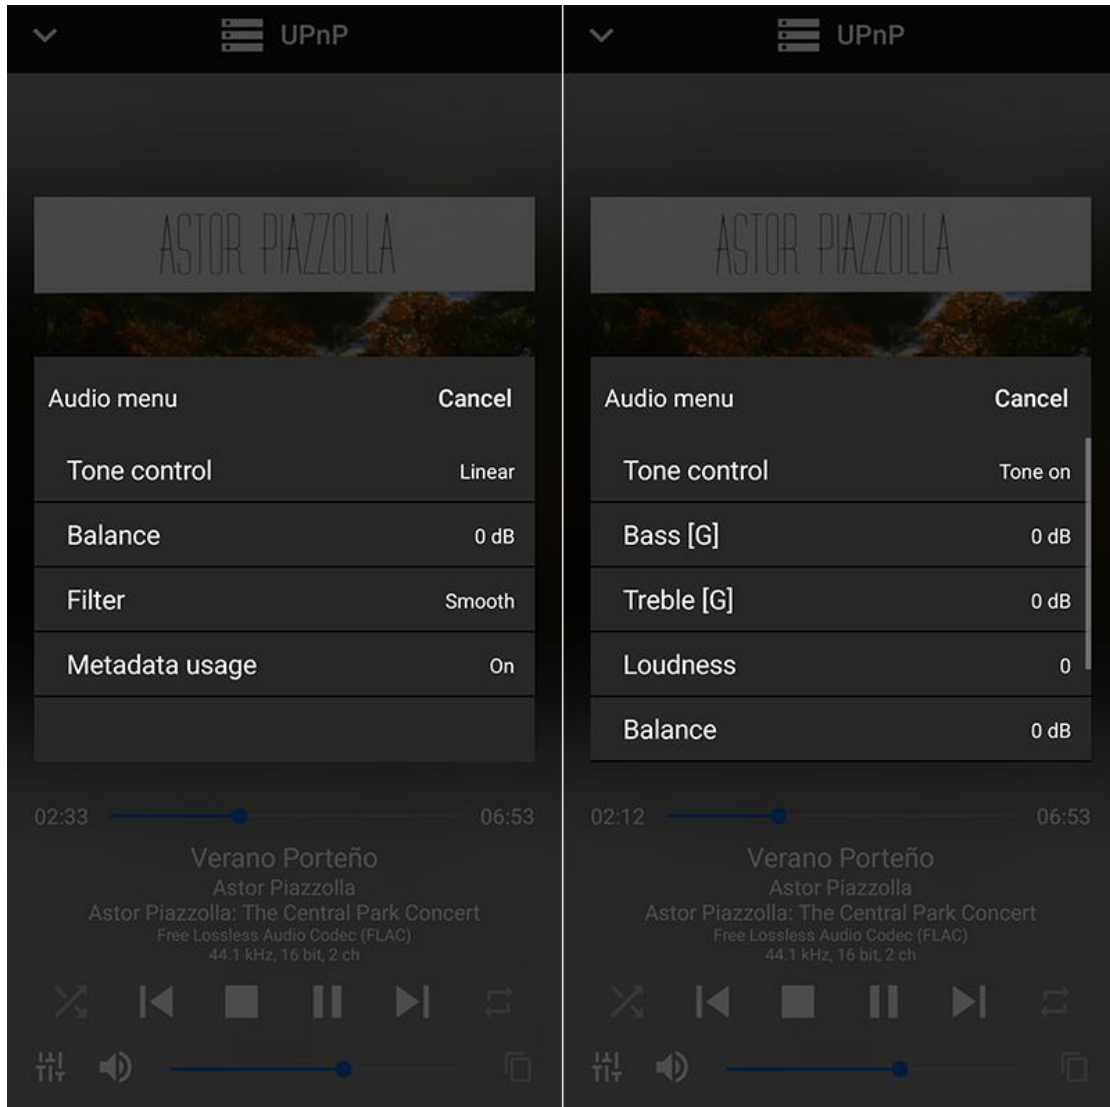 UPnP
ASTOR PIAZZOLLA
Audio menu Cancel
Tone control Linear
Balance 0 dB
Filter Smooth
Metadata usage On
02:33 06:53
Verano Porteño
Astor Piazzolla
Astor Piazzolla: The Central Park Concert
Free Lossless Audio Codec (FLAC)
44.1 kHz, 16 bit, 2 ch
UPnP
ASTOR PIAZZOLLA
Audio menu Cancel
Tone control Tone on
Bass [G] 0 dB
Treble [G] 0 dB
Loudness 0
Balance 0 dB
02:12 06:53
Verano Porteño
Astor Piazzolla
Astor Piazzolla: The Central Park Concert
Free Lossless Audio Codec (FLAC)
44.1 kHz, 16 bit, 2 ch